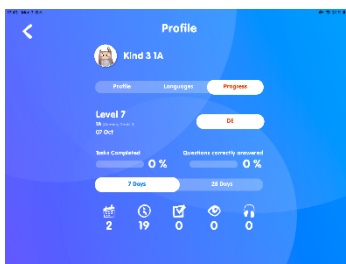 Profile
Kind 3 1A
Profile Languages Progress
Level 7
DE
07 Oct
Tasks Completed Questions correctly answered
0 % 0 %
7 Days 28 Days
2 19 0 0 0